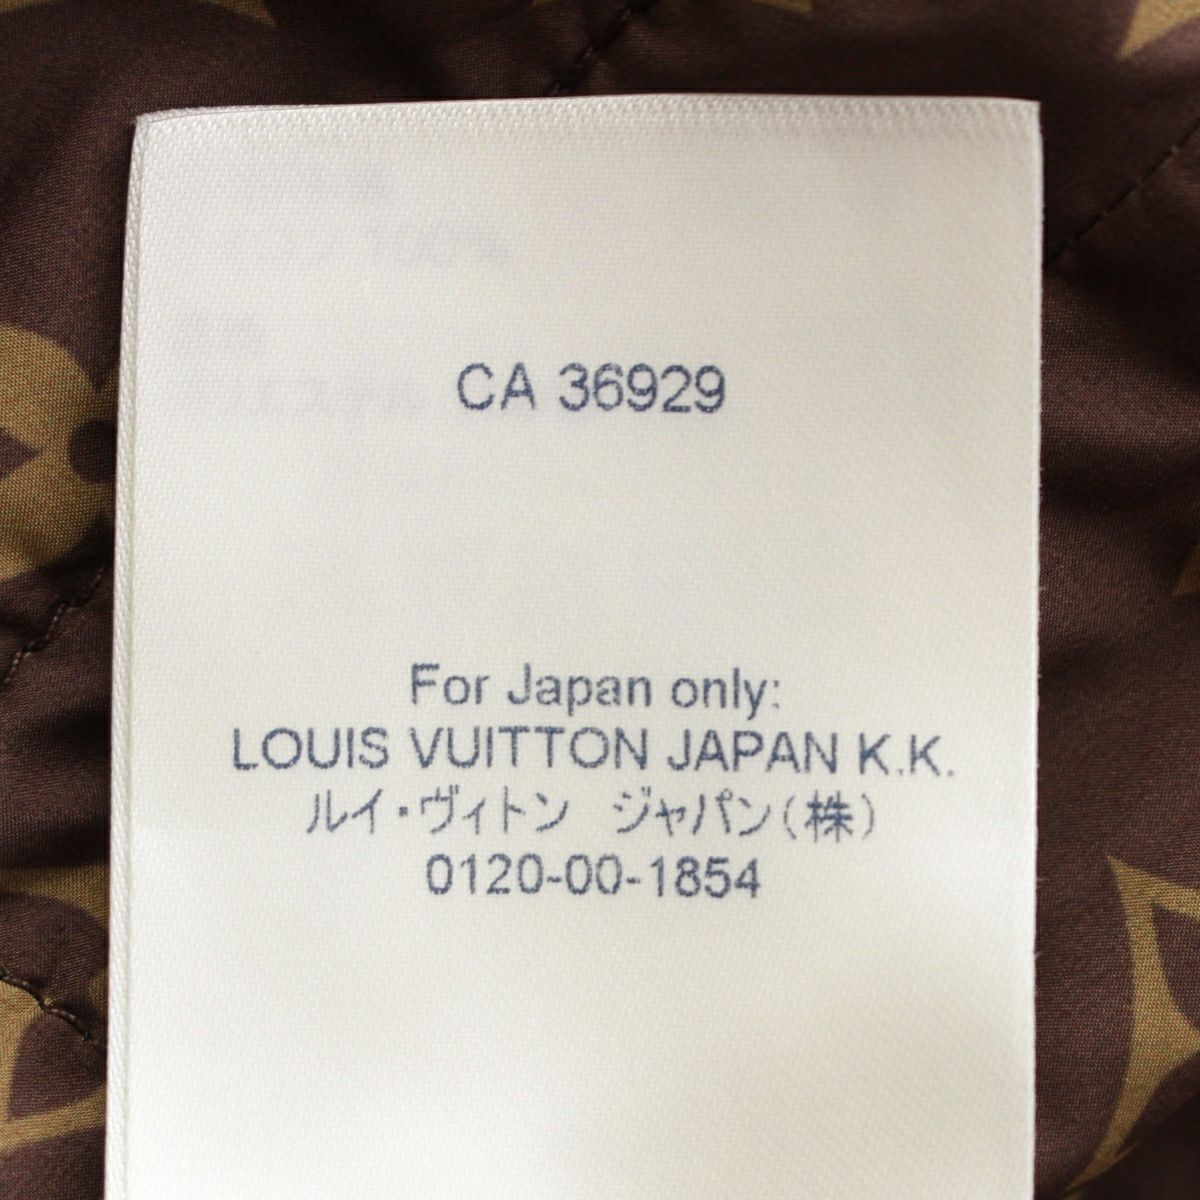 CA 36929
For Japan only:
LOUIS VUITTON JAPAN K.K.
ルイ・ヴィトン ジャパン(株)
0120-00-1854